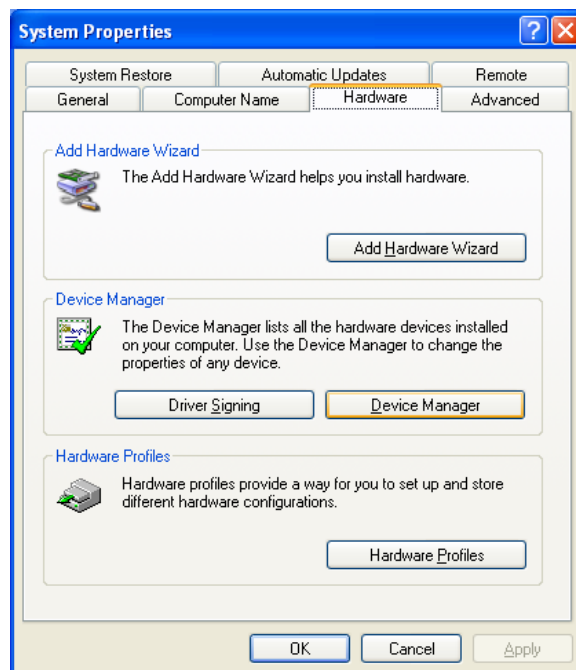 System Properties
System Restore Automatic Updates Remote
General Computer Name Hardware Advanced
Add Hardware Wizard
The Add Hardware Wizard helps you install hardware.
Add Hardware Wizard
Device Manager
The Device Manager lists all the hardware devices installed
on your computer. Use the Device Manager to change the
properties of any device.
Driver Signing Device Manager
Hardware Profiles
Hardware profiles provide a way for you to set up and store
different hardware configurations.
Hardware Profiles
OK Cancel Apply